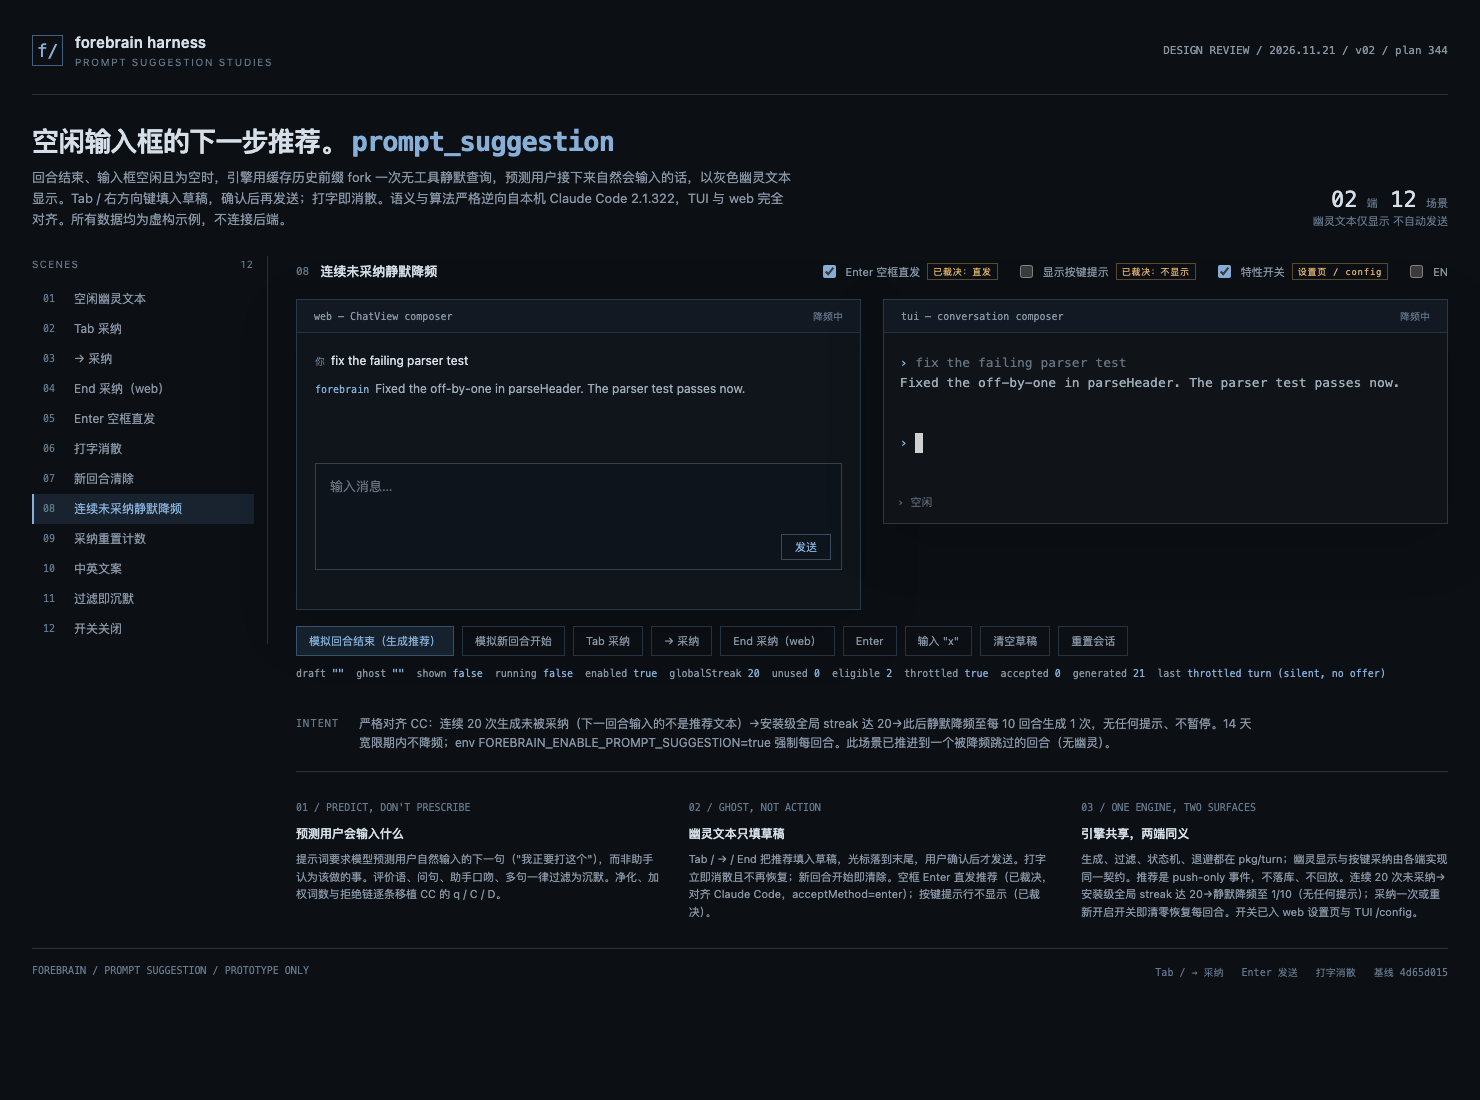 f/
forebrain harness
PROMPT SUGGESTION STUDIES
DESIGN REVIEW / 2026.11.21 / v02 / plan 344
空闲输入框的下一步推荐。prompt_suggestion
回合结束、输入框空闲且为空时，引擎用缓存历史前缀 fork 一次无工具静默查询，预测用户接下来自然会输入的话，以灰色幽灵文本
显示。Tab / 右方向键填入草稿，确认后再发送；打字即消散。语义与算法严格逆向自本机 Claude Code 2.1.322，TUI 与 web 完全
对齐。所有数据均为虚构示例，不连接后端。
02 端 12 场景
幽灵文本仅显示 不自动发送
SCENES 12
01 空闲幽灵文本
02 Tab 采纳
03 → 采纳
04 End 采纳（web）
05 Enter 空框直发
06 打字消散
07 新回合清除
08 连续未采纳静默降频
09 采纳重置计数
10 中英文案
11 过滤即沉默
12 开关关闭
08 连续未采纳静默降频
Enter 空框直发 已裁决：直发 显示按键提示 已裁决：不显示 特性开关 设置页 / config EN
web — ChatView composer 降频中
你 fix the failing parser test
forebrain Fixed the off-by-one in parseHeader. The parser test passes now.
输入消息…
发送
tui — conversation composer 降频中
› fix the failing parser test
Fixed the off-by-one in parseHeader. The parser test passes now.
›
› 空闲
模拟回合结束（生成推荐） 模拟新回合开始 Tab 采纳 → 采纳 End 采纳（web） Enter 输入 "x" 清空草稿 重置会话
draft "" ghost "" shown false running false enabled true globalStreak 20 unused 0 eligible 2 throttled true accepted 0 generated 21 last throttled turn (silent, no offer)
INTENT
严格对齐 CC：连续 20 次生成未被采纳（下一回合输入的不是推荐文本）→安装级全局 streak 达 20→此后静默降频至每 10 回合生成 1 次，无任何提示、不暂停。14 天
宽限期内不降频；env FOREBRAIN_ENABLE_PROMPT_SUGGESTION=true 强制每回合。此场景已推进到一个被降频跳过的回合（无幽灵）。
01 / PREDICT, DON'T PRESCRIBE
预测用户会输入什么
提示词要求模型预测用户自然输入的下一句（"我正要打这个"），而非助手
认为该做的事。评价语、问句、助手口吻、多句一律过滤为沉默。净化、加
权词数与拒绝链逐条移植 CC 的 q / C / D。
02 / GHOST, NOT ACTION
幽灵文本只填草稿
Tab / → / End 把推荐填入草稿，光标落到末尾，用户确认后才发送。打字
立即消散且不再恢复；新回合开始即清除。空框 Enter 直发推荐（已裁决，
对齐 Claude Code，acceptMethod=enter）；按键提示行不显示（已裁
决）。
03 / ONE ENGINE, TWO SURFACES
引擎共享，两端同义
生成、过滤、状态机、退避都在 pkg/turn；幽灵显示与按键采纳由各端实现
同一契约。推荐是 push-only 事件，不落库、不回放。连续 20 次未采纳→
安装级全局 streak 达 20→静默降频至 1/10（无任何提示）；采纳一次或重
新开启开关即清零恢复每回合。开关已入 web 设置页与 TUI /config。
FOREBRAIN / PROMPT SUGGESTION / PROTOTYPE ONLY
Tab / → 采纳 Enter 发送 打字消散 基线 4d65d015